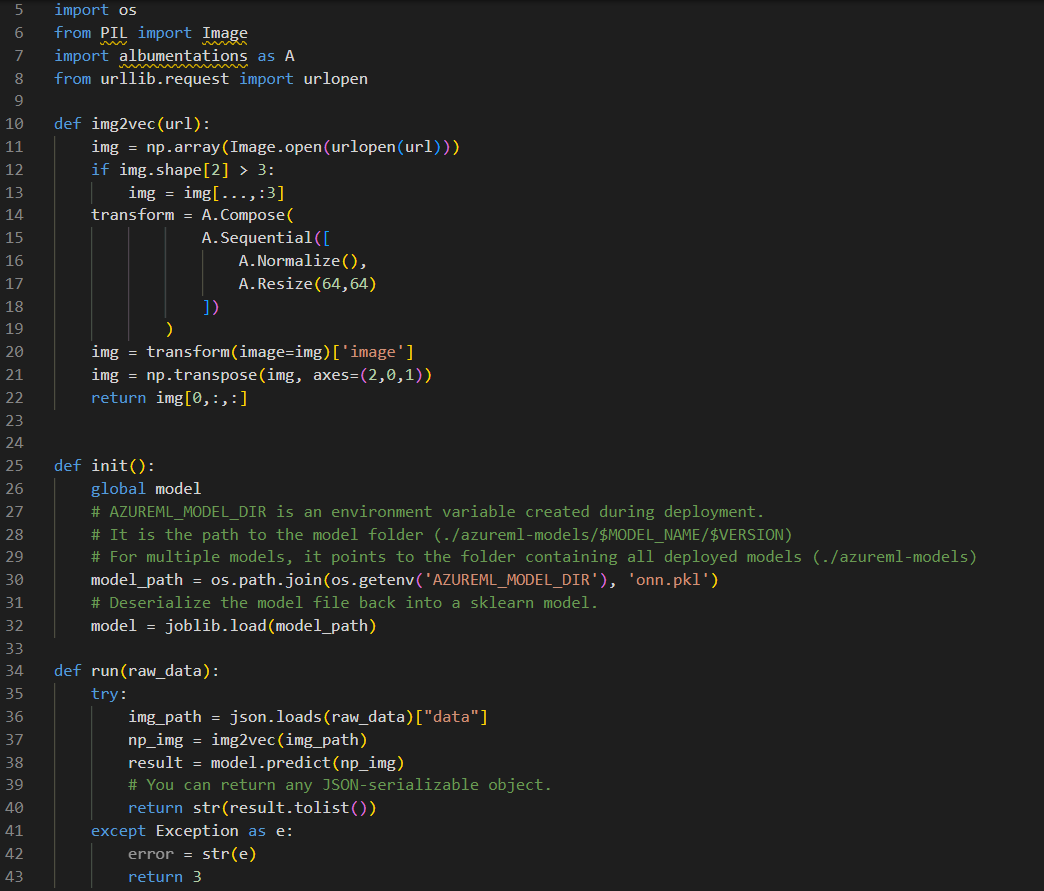 5 import os
6 from PIL import Image
7 import albumentations as A
8 from urllib.request import urlopen
9
10 def img2vec(url):
11     img = np.array(Image.open(urlopen(url)))
12     if img.shape[2] > 3:
13         img = img[...,:3]
14     transform = A.Compose(
15                 A.Sequential([
16                     A.Normalize(),
17                     A.Resize(64,64)
18                 ])
19             )
20     img = transform(image=img)['image']
21     img = np.transpose(img, axes=(2,0,1))
22     return img[0,:,:]
23
24
25 def init():
26     global model
27     # AZUREML_MODEL_DIR is an environment variable created during deployment.
28     # It is the path to the model folder (./azureml-models/$MODEL_NAME/$VERSION)
29     # For multiple models, it points to the folder containing all deployed models (./azureml-models)
30     model_path = os.path.join(os.getenv('AZUREML_MODEL_DIR'), 'onn.pkl')
31     # Deserialize the model file back into a sklearn model.
32     model = joblib.load(model_path)
33
34 def run(raw_data):
35     try:
36         img_path = json.loads(raw_data)["data"]
37         np_img = img2vec(img_path)
38         result = model.predict(np_img)
39         # You can return any JSON-serializable object.
40         return str(result.tolist())
41     except Exception as e:
42         error = str(e)
43         return 3